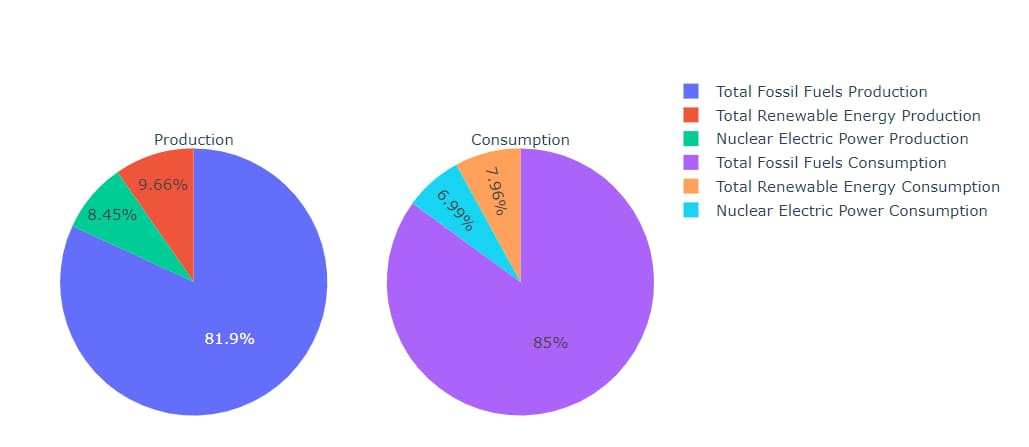 Production
9.66%
8.45%
81.9%
Consumption
7.96%
6.99%
85%
Total Fossil Fuels Production
Total Renewable Energy Production
Nuclear Electric Power Production
Total Fossil Fuels Consumption
Total Renewable Energy Consumption
Nuclear Electric Power Consumption